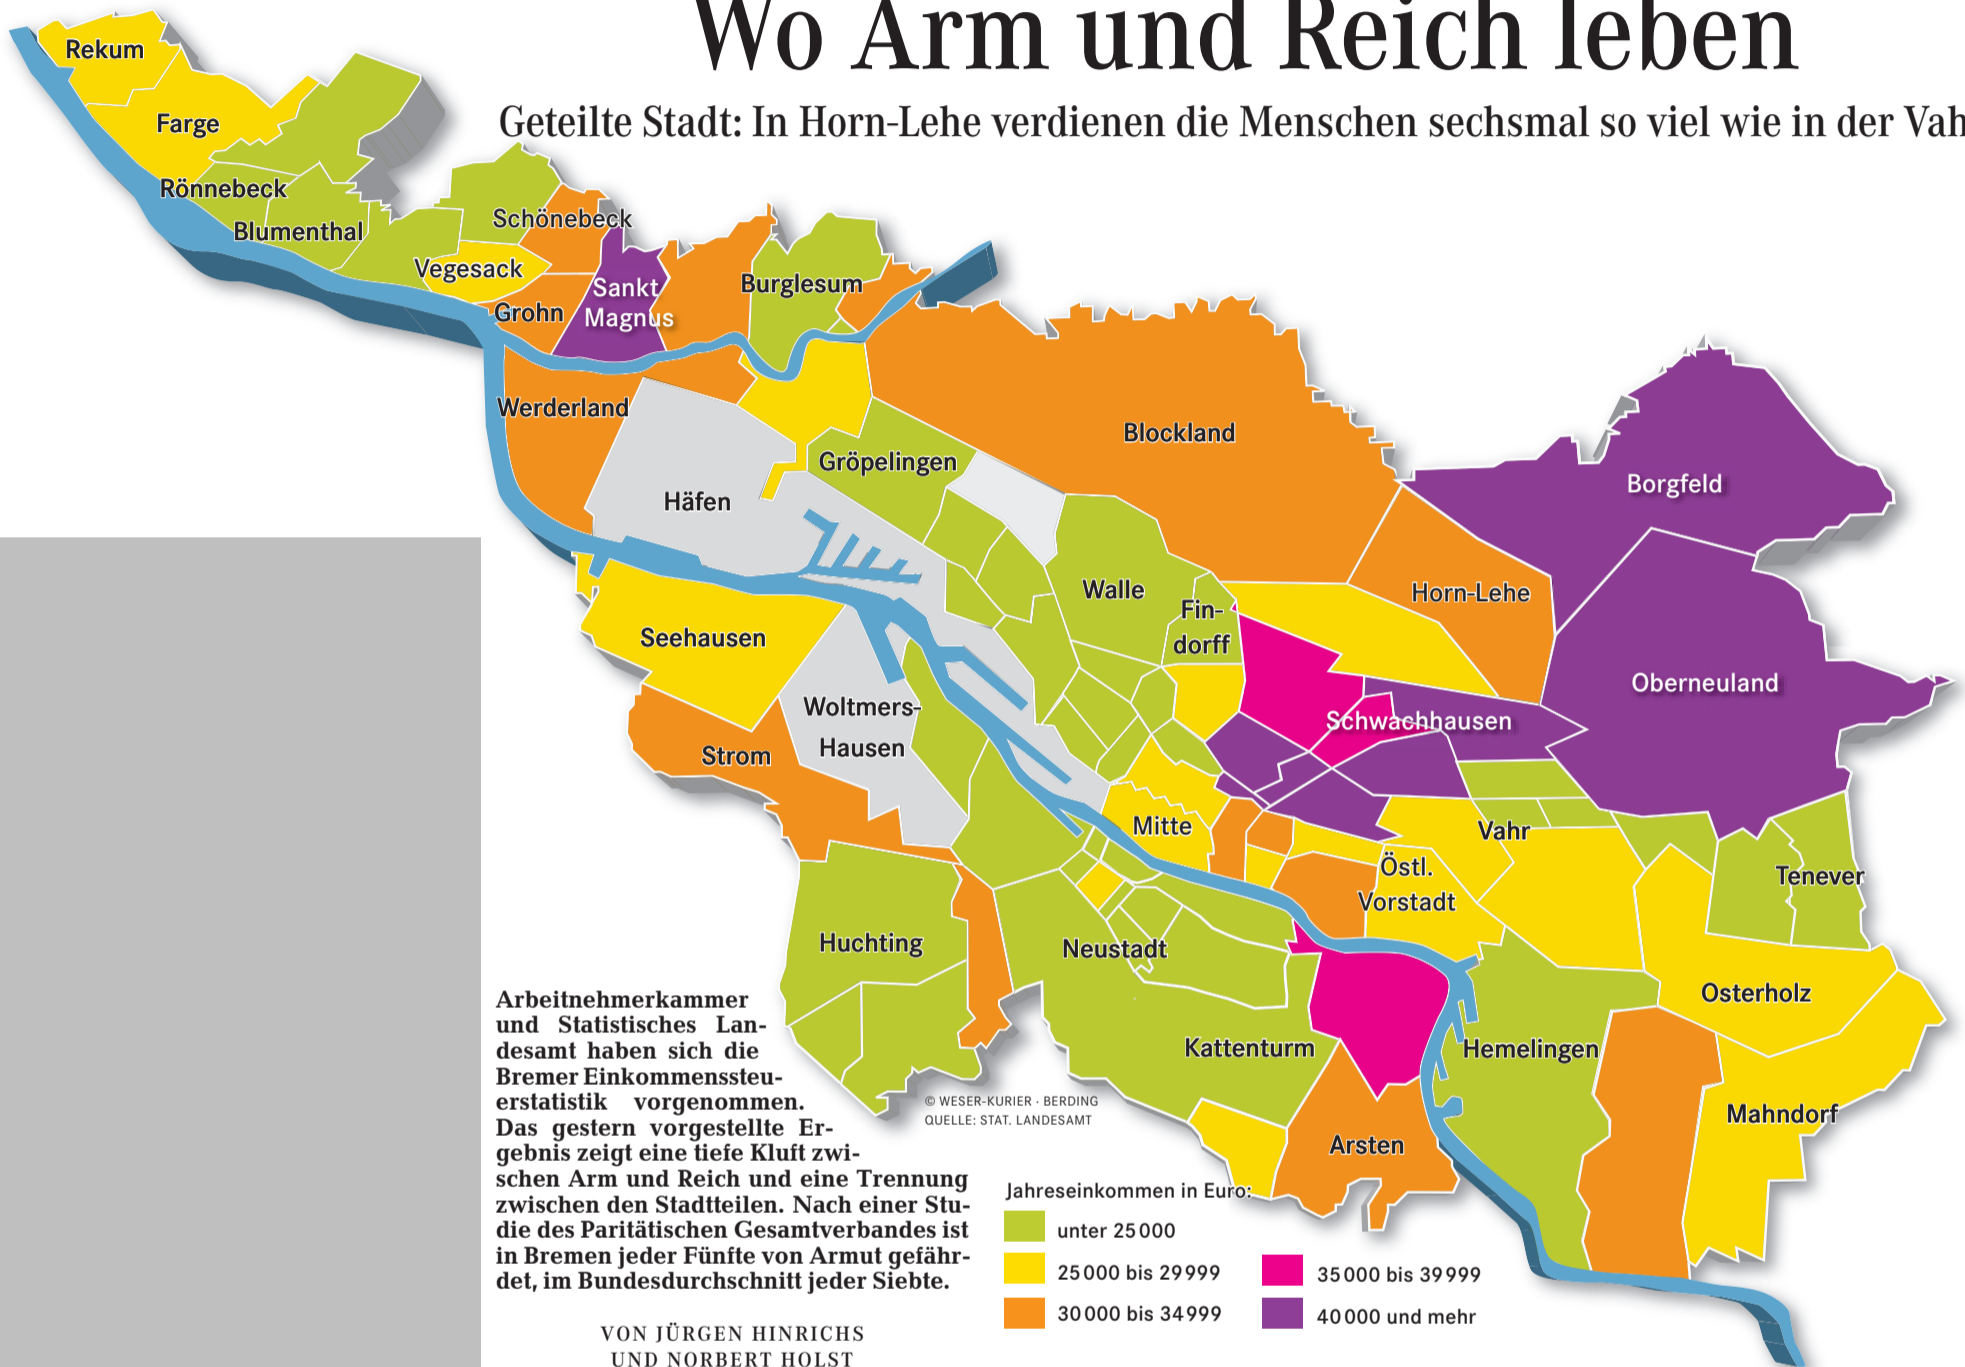 Wo Arm und Reich leben
Geteilte Stadt: In Horn-Lehe verdienen die Menschen sechsmal so viel wie in der Vah
Rekum
Farge
Rönnebeck
Blumenthal
Schönebeck
Vegesack
Grohn
Sankt
Magnus
Burglesum
Werderland
Blockland
Gröpelingen
Häfen
Borgfeld
Walle
Fin-
dorff
Horn-Lehe
Seehausen
Oberneuland
Woltmers-
Hausen
Schwachhausen
Strom
Mitte
Vahr
Östl.
Vorstadt
Tenever
Huchting
Neustadt
Osterholz
Kattenturm
Hemelingen
Mahndorf
Arsten
Arbeitnehmerkammer
und Statistisches Lan-
desamt haben sich die
Bremer Einkommenssteu-
erstatistik vorgenommen.
Das gestern vorgestellte Er-
gebnis zeigt eine tiefe Kluft zwi-
schen Arm und Reich und eine Trennung
zwischen den Stadtteilen. Nach einer Stu-
die des Paritätischen Gesamtverbandes ist
in Bremen jeder Fünfte von Armut gefähr-
det, im Bundesdurchschnitt jeder Siebte.
VON JÜRGEN HINRICHS
UND NORBERT HOLST
© WESER-KURIER · BERDING
QUELLE: STAT. LANDESAMT
Jahreseinkommen in Euro:
unter 25 000
25 000 bis 29 999
30 000 bis 34 999
35 000 bis 39 999
40 000 und mehr